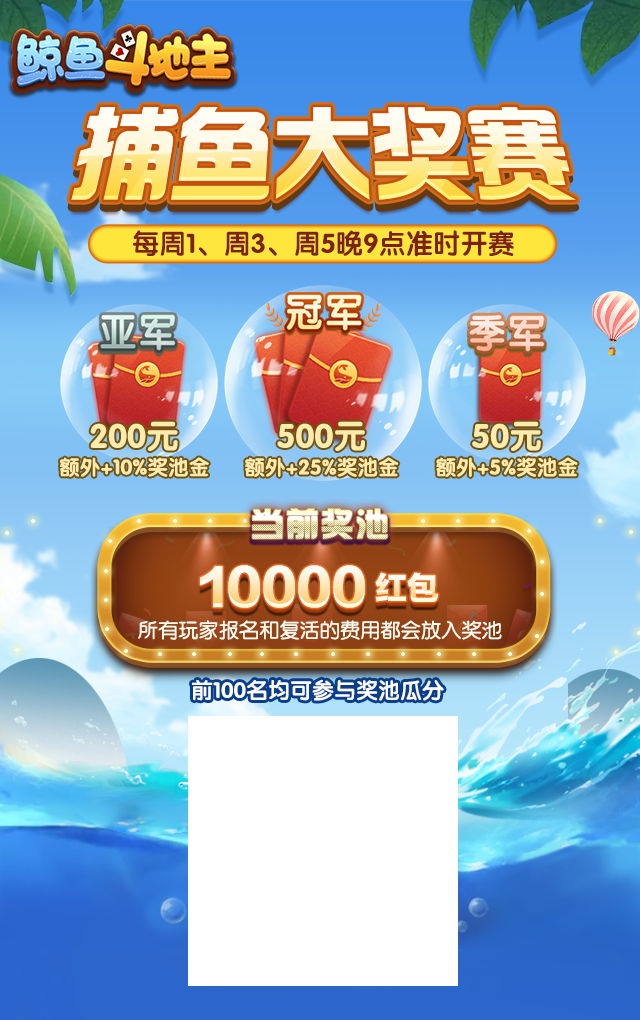 鲸鱼斗地主
捕鱼大奖赛
每周1、周3、周5晚9点准时开赛
亚军
冠军
季军
200元
500元
50元
额外+10%奖池金
额外+25%奖池金
额外+5%奖池金
当前奖池
10000红包
所有玩家报名和复活的费用都会放入奖池
前100名均可参与奖池瓜分